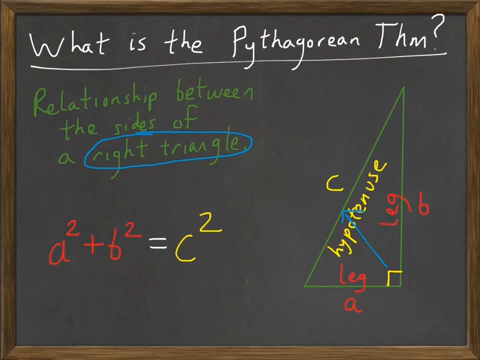 What is the Pythagorean Thm?
Relationship between
the sides of
a right triangle.
a² + b² = c²
c
hypotenuse
leg b
leg
a